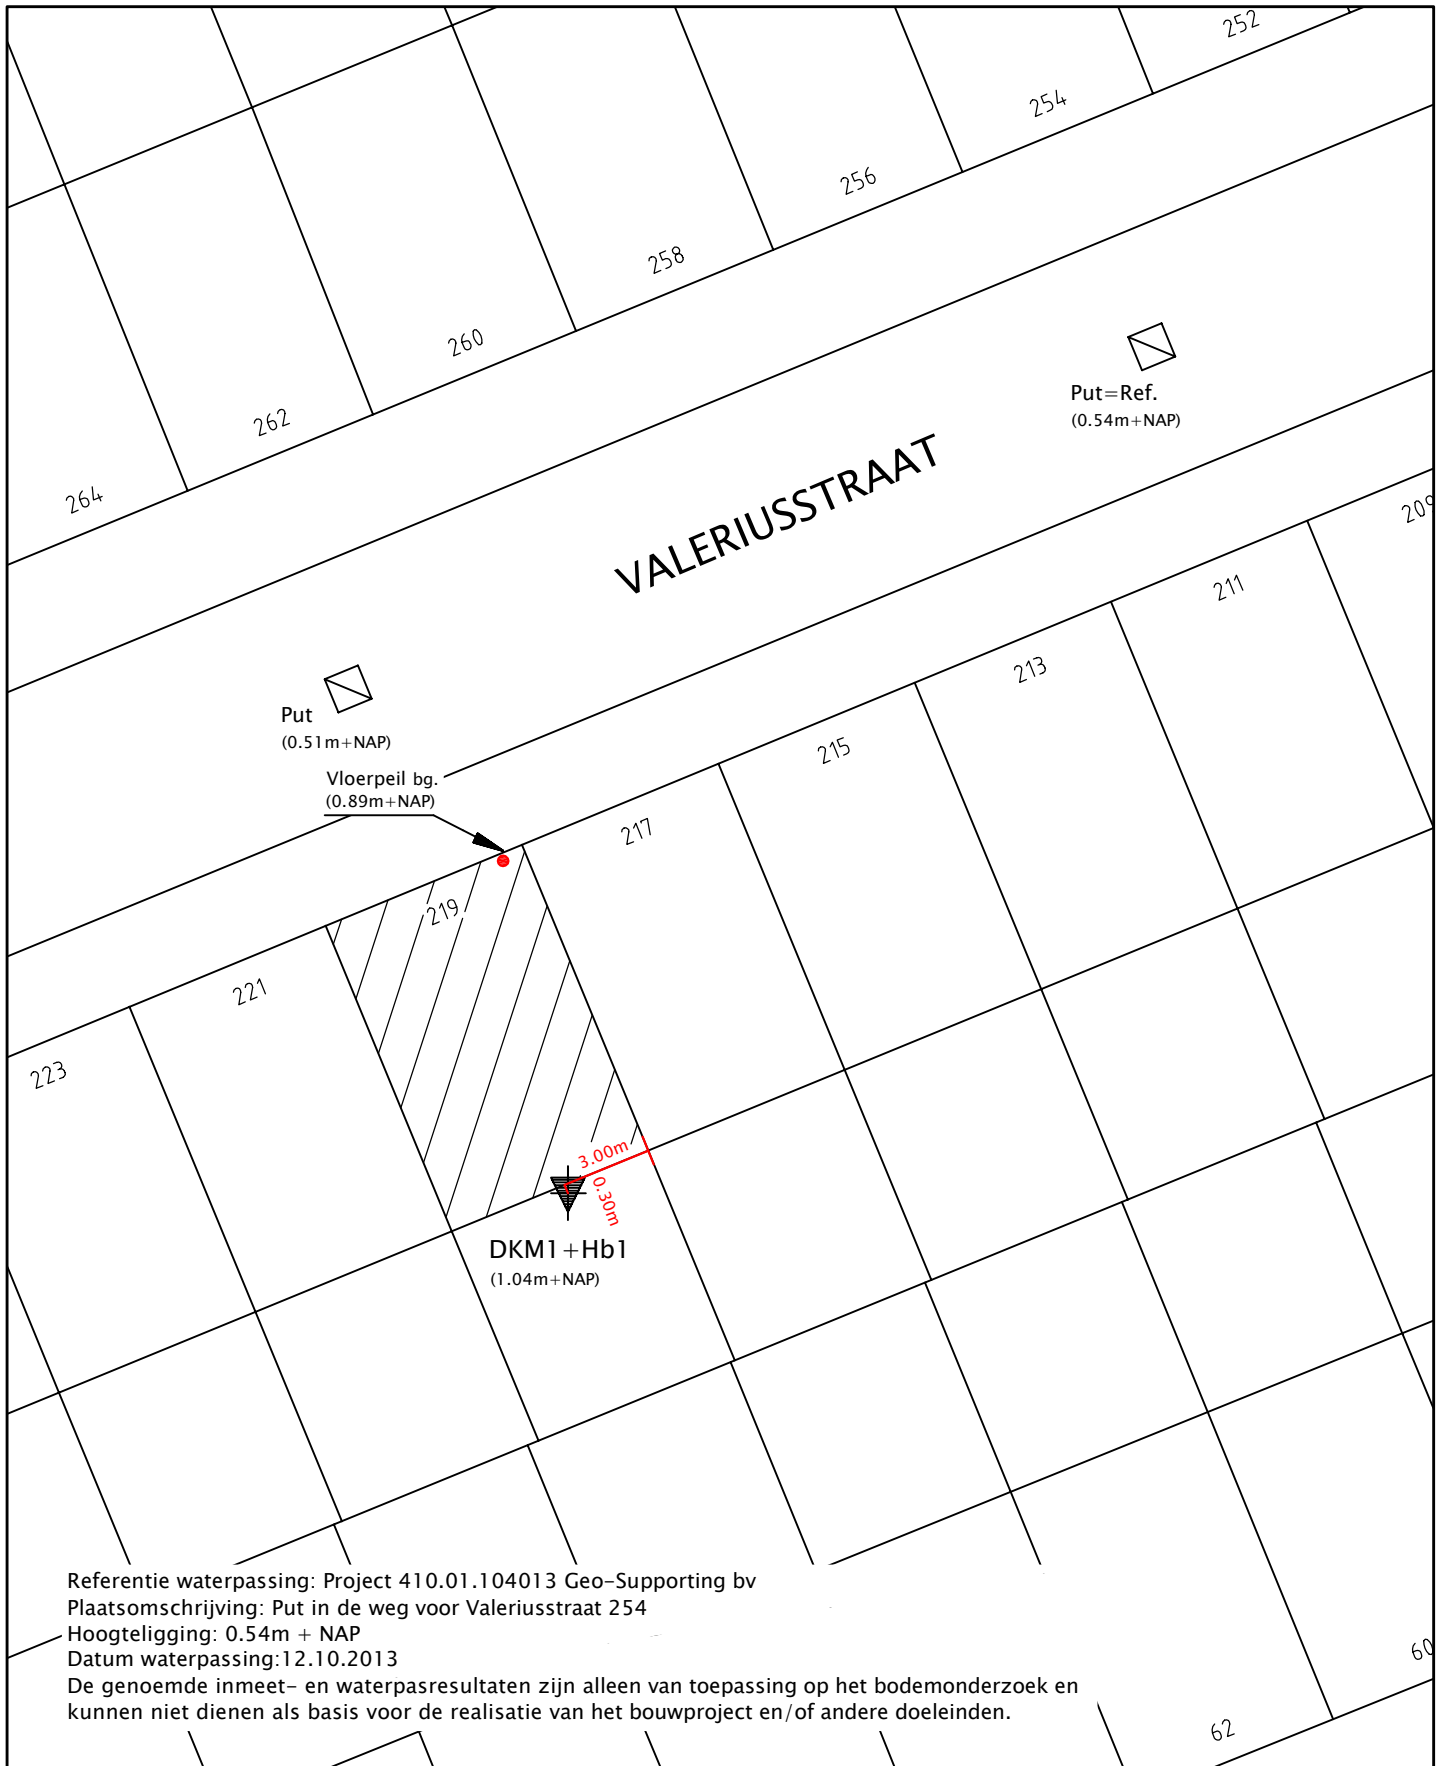 252
254
256
258
260
262
264
Put=Ref.
(0.54m+NAP)
VALERIUSSTRAAT
209
211
213
215
217
219
221
223
Put
(0.51m+NAP)
Vloerpeil bg.
(0.89m+NAP)
3.00m
0.30m
DKM1+Hb1
(1.04m+NAP)
Referentie waterpassing: Project 410.01.104013 Geo-Supporting bv
Plaatsomschrijving: Put in de weg voor Valeriusstraat 254
Hoogteligging: 0.54m + NAP
Datum waterpassing:12.10.2013
De genoemde inmeet- en waterpasresultaten zijn alleen van toepassing op het bodemonderzoek en
kunnen niet dienen als basis voor de realisatie van het bouwproject en/of andere doeleinden.
60
62